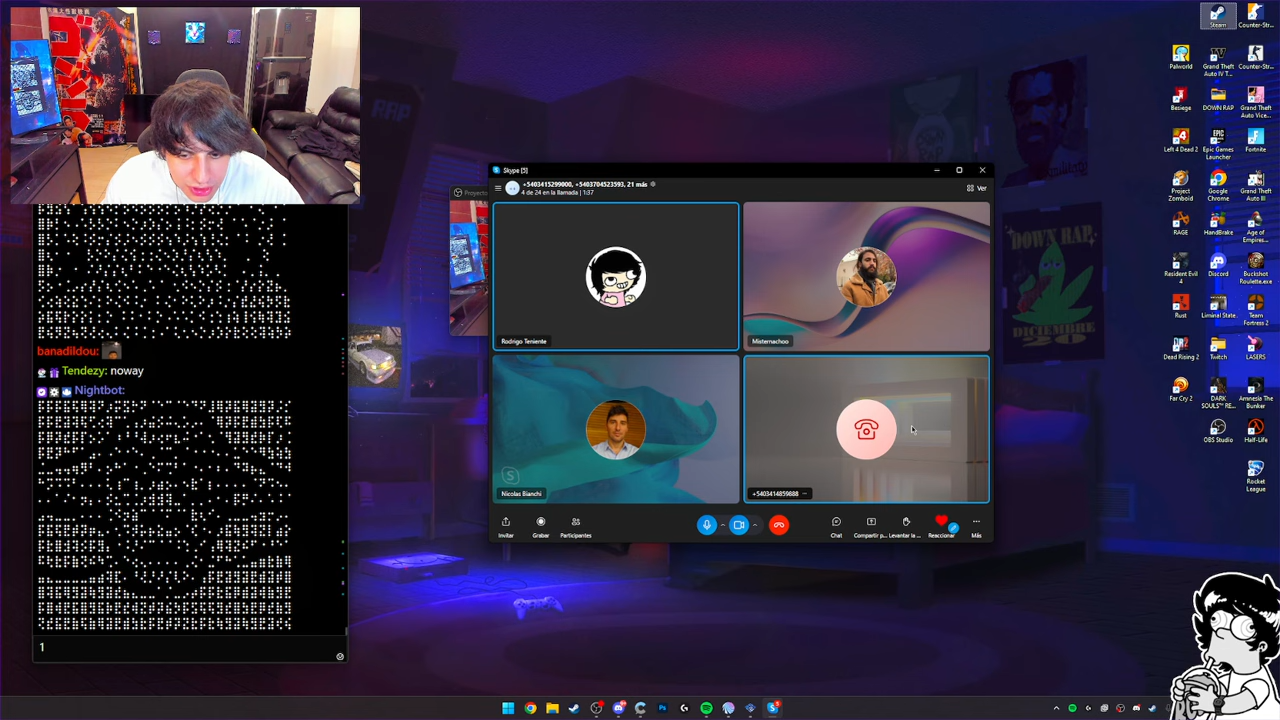 Steam
Counter-Str...
Palworld
Grand Theft Auto IV T...
Counter-Str...
Besiege
DOWN RAP
Grand Theft Auto Vice...
Left 4 Dead 2
Epic Games Launcher
Fortnite
Project Zomboid
Google Chrome
Grand Theft Auto III
RAGE
HandBrake
Age of Empires...
Resident Evil 4
Discord
Buckshot Roulette.exe
Rust
Liminal State...
Team Fortress 2
Dead Rising 2
Twitch
LASERS
Far Cry 2
DARK SOULS™ RE...
Amnesia The Bunker
OBS Studio
Half-Life
Rocket League
RAP
DOWN RAP
DICIEMBRE 20
Proyecto
Skype [5]
+5403415299000, +5403704523593, 21 más
4 de 24 en la llamada | 1:37
Ver
Rodrigo Teniente
Misternachoo
Nicolas Bianchi
+5403414859888
Invitar
Grabar
Participantes
Chat
Compartir p...
Levantar la ...
Reaccionar
Más
banadildou:
Tendezy: noway
Nightbot:
1